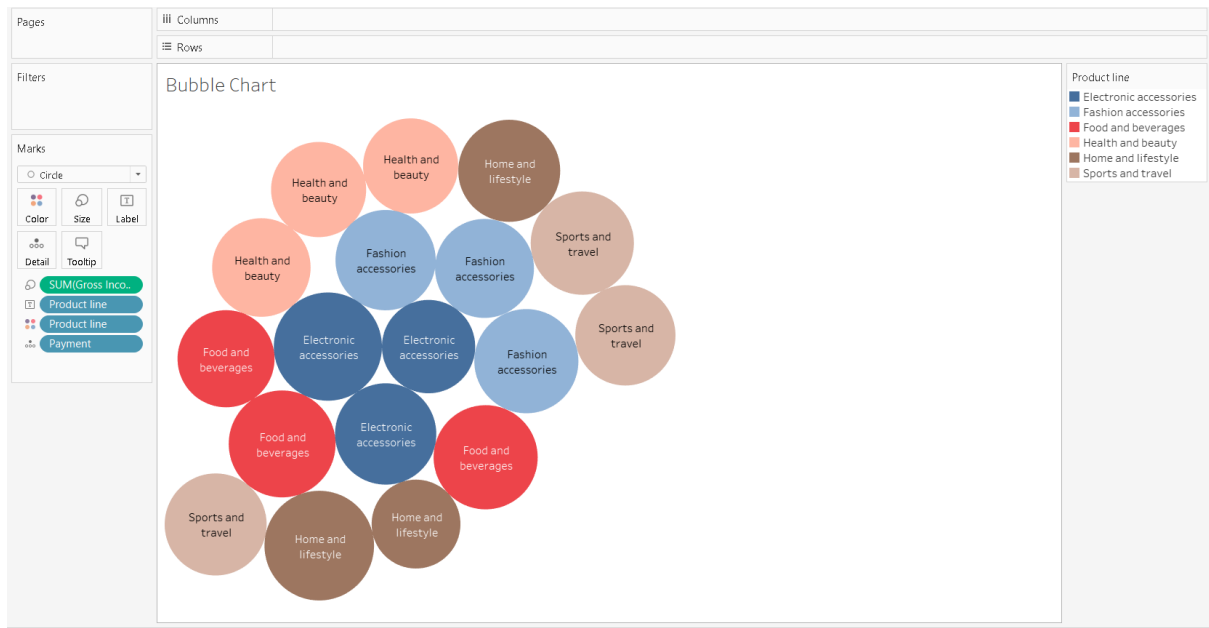 Pages
Columns
Rows
Filters
Marks
Circle
Color
Size
Label
Detail
Tooltip
SUM(Gross Inco..
Product line
Product line
Payment
Bubble Chart
Health and
beauty
Home and
lifestyle
Health and
beauty
Sports and
travel
Fashion
accessories
Fashion
accessories
Health and
beauty
Sports and
travel
Electronic
accessories
Electronic
accessories
Food and
beverages
Fashion
accessories
Electronic
accessories
Food and
beverages
Food and
beverages
Sports and
travel
Home and
lifestyle
Home and
lifestyle
Product line
Electronic accessories
Fashion accessories
Food and beverages
Health and beauty
Home and lifestyle
Sports and travel